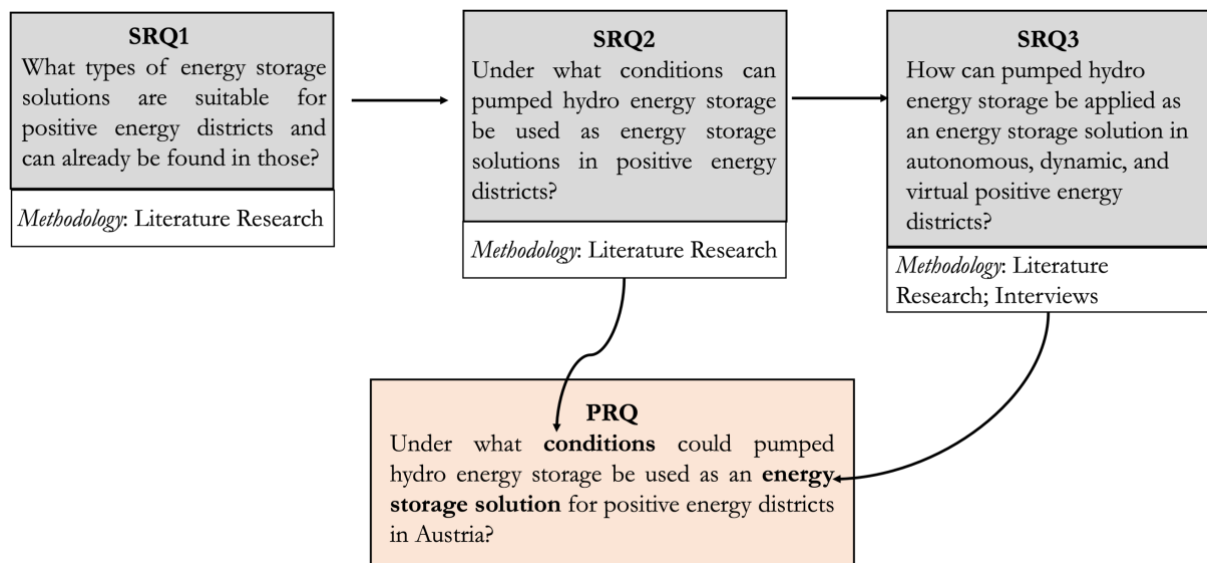 SRQ1
What types of energy storage
solutions are suitable for
positive energy districts and
can already be found in those?
Methodology: Literature Research
SRQ2
Under what conditions can
pumped hydro energy storage
be used as energy storage
solutions in positive energy
districts?
Methodology: Literature Research
SRQ3
How can pumped hydro
energy storage be applied as
an energy storage solution in
autonomous, dynamic, and
virtual positive energy
districts?
Methodology: Literature
Research; Interviews
PRQ
Under what conditions could pumped
hydro energy storage be used as an energy
storage solution for positive energy districts
in Austria?